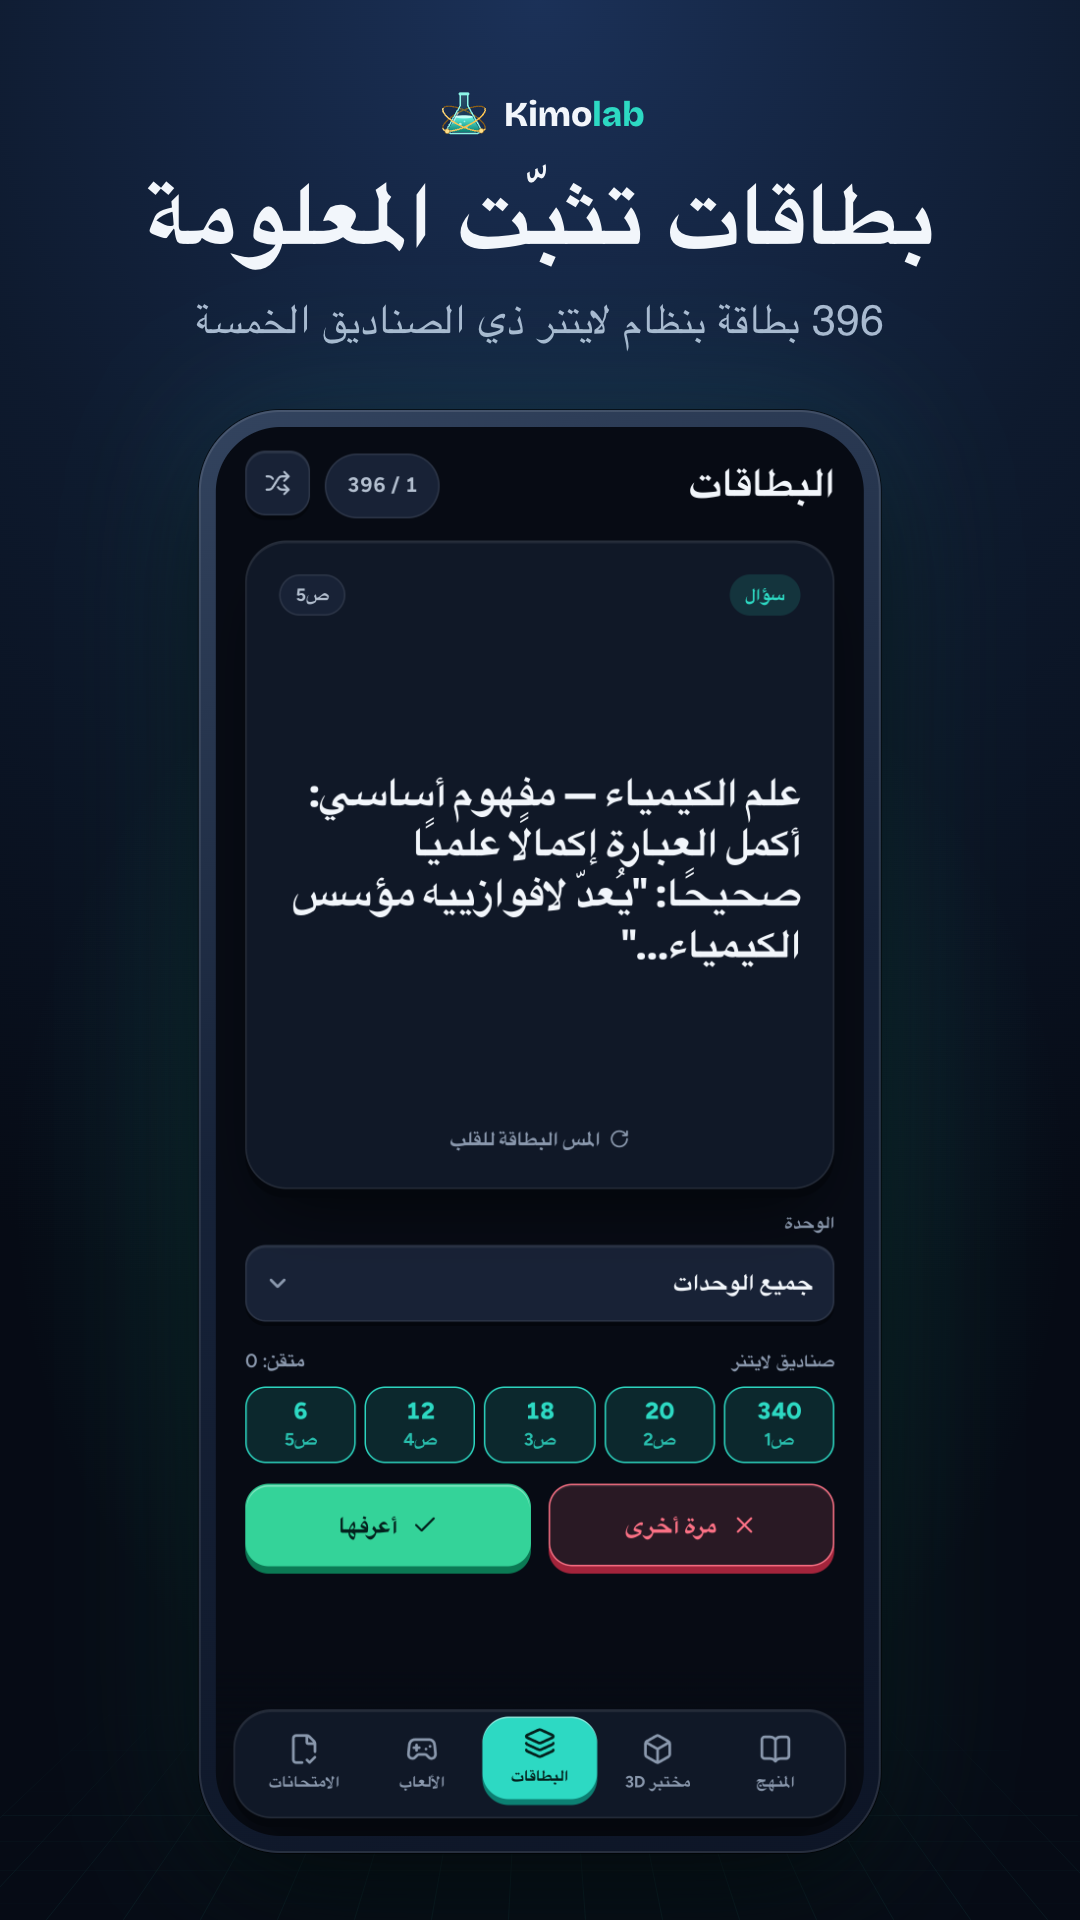 Kimolab
بطاقات تثبّت المعلومة
396 بطاقة بنظام لايتنر ذي الصناديق الخمسة
البطاقات
396 / 1
سؤال
ص5
علم الكيمياء — مفهوم أساسي:
أكمل العبارة إكمالًا علميًا
صحيحًا: "يُعدّ لافوازييه مؤسس
الكيمياء..."
المس البطاقة للقلب
الوحدة
جميع الوحدات
صناديق لايتنر
متقن: 0
340
ص1
20
ص2
18
ص3
12
ص4
6
ص5
مرة أخرى
أعرفها
المنهج
مختبر 3D
البطاقات
الألعاب
الامتحانات